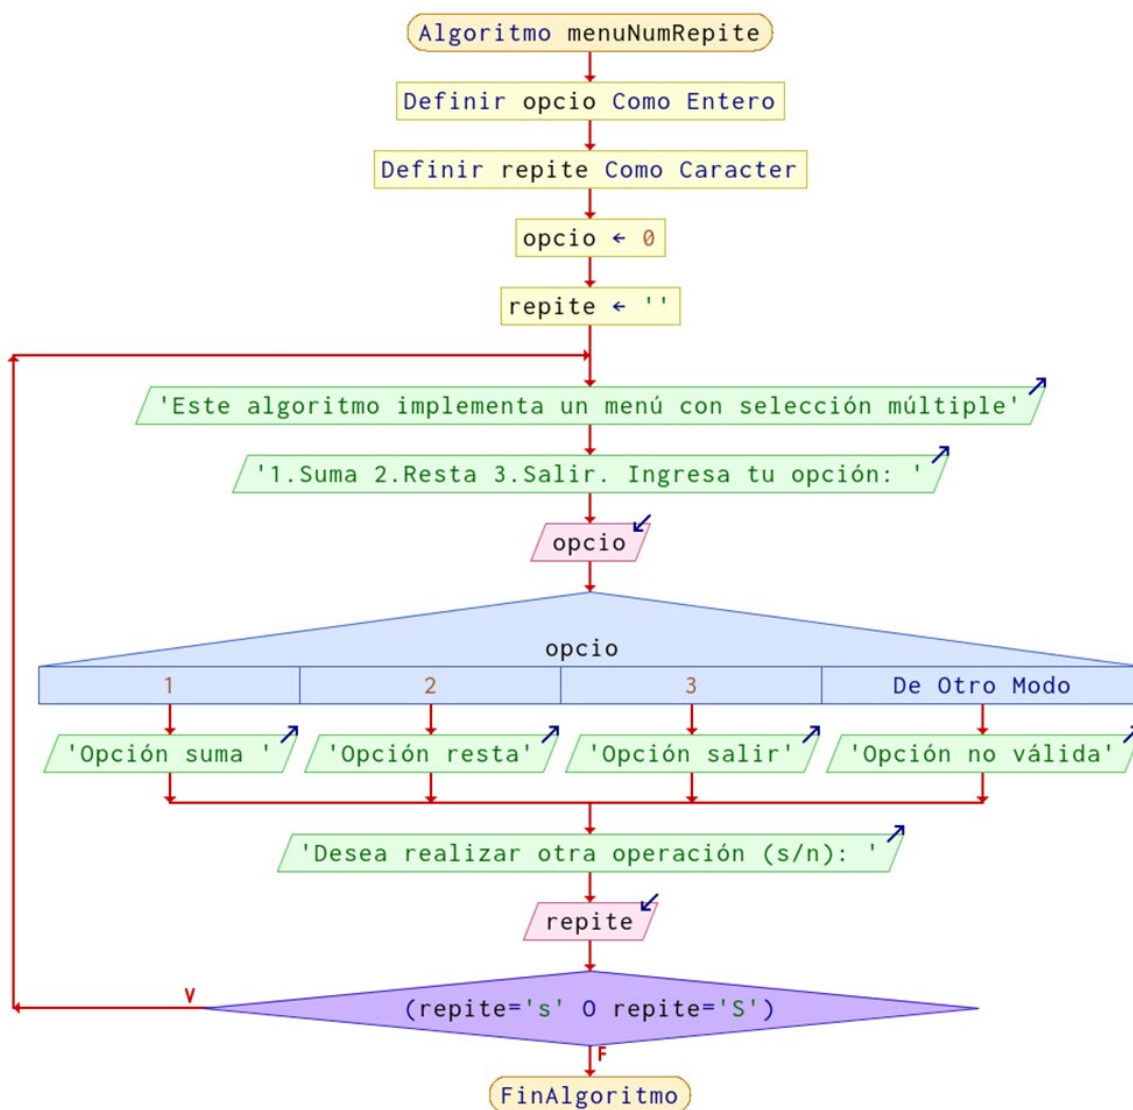 Algoritmo menuNumRepite
Definir opcio Como Entero
Definir repite Como Caracter
opcio ← 0
repite ← ''
'Este algoritmo implementa un menú con selección múltiple'
'1.Suma 2.Resta 3.Salir. Ingresa tu opción: '
opcio
opcio
1 2 3 De Otro Modo
'Opción suma ' 'Opción resta' 'Opción salir' 'Opción no válida'
'Desea realizar otra operación (s/n): '
repite
V
(repite='s' O repite='S')
F
FinAlgoritmo